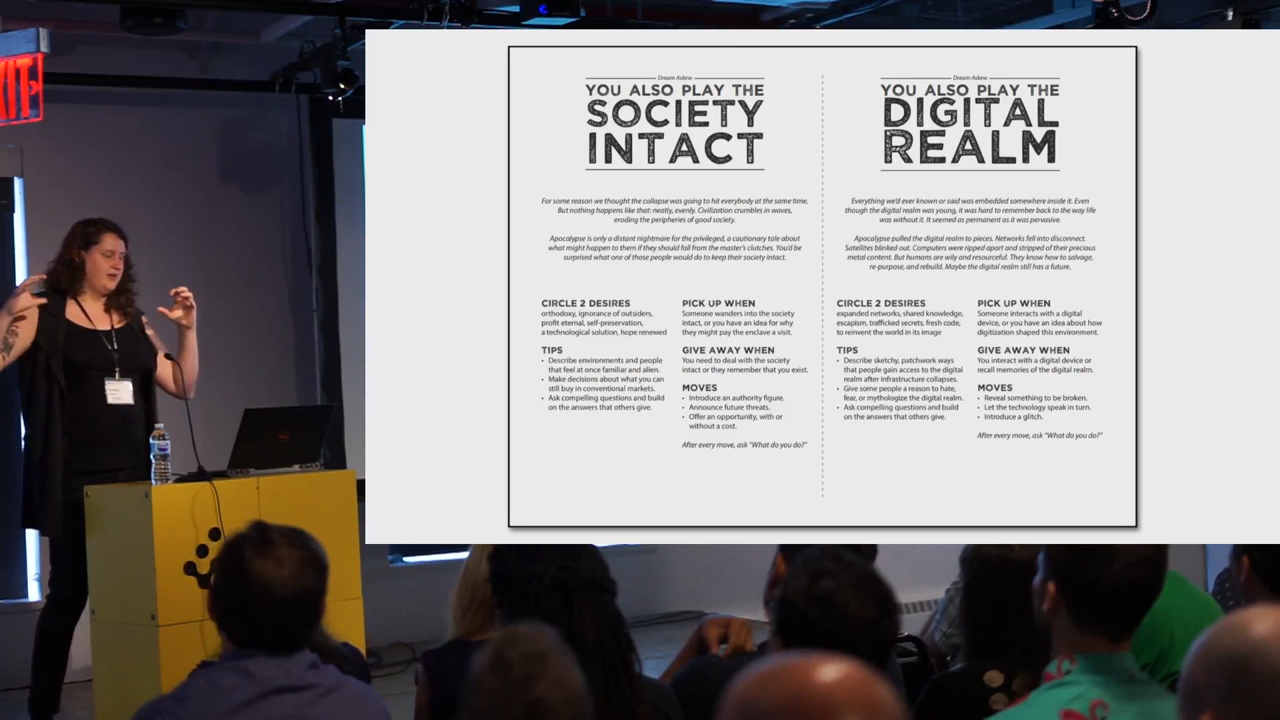 EXIT
Dream Askew
YOU ALSO PLAY THE
SOCIETY
INTACT
For some reason we thought the collapse was going to hit everybody at the same time.
But nothing happens like that: neatly, evenly. Civilization crumbles in waves,
eroding the peripheries of good society.
Apocalypse is only a distant nightmare for the privileged, a cautionary tale about
what might happen to them if they should fall from the master's clutches. You'd be
surprised what one of those people would do to keep their society intact.
CIRCLE 2 DESIRES
orthodoxy, ignorance of outsiders,
profit eternal, self-preservation,
a technological solution, hope renewed
TIPS
• Describe environments and people
that feel at once familiar and alien.
• Make decisions about what you can
still buy in conventional markets.
• Ask compelling questions and build
on the answers that others give.
PICK UP WHEN
Someone wanders into the society
intact, or you have an idea for why
they might pay the enclave a visit.
GIVE AWAY WHEN
You need to deal with the society
intact or they remember that you exist.
MOVES
• Introduce an authority figure.
• Announce future threats.
• Offer an opportunity, with or
without a cost.
After every move, ask "What do you do?"
Dream Askew
YOU ALSO PLAY THE
DIGITAL
REALM
Everything we'd ever known or said was embedded somewhere inside it. Even
though the digital realm was young, it was hard to remember back to the way life
was without it. It seemed as permanent as it was pervasive.
Apocalypse pulled the digital realm to pieces. Networks fell into disconnect.
Satellites blinked out. Computers were ripped apart and stripped of their precious
metal content. But humans are wily and resourceful. They know how to salvage,
re-purpose, and rebuild. Maybe the digital realm still has a future.
CIRCLE 2 DESIRES
expanded networks, shared knowledge,
escapism, trafficked secrets, fresh code,
to reinvent the world in its image
TIPS
• Describe sketchy, patchwork ways
that people gain access to the digital
realm after infrastructure collapses.
• Give some people a reason to hate,
fear, or mythologize the digital realm.
• Ask compelling questions and build
on the answers that others give.
PICK UP WHEN
Someone interacts with a digital
device, or you have an idea about how
digitization shaped this environment.
GIVE AWAY WHEN
You interact with a digital device or
recall memories of the digital realm.
MOVES
• Reveal something to be broken.
• Let the technology speak in turn.
• Introduce a glitch.
After every move, ask "What do you do?"